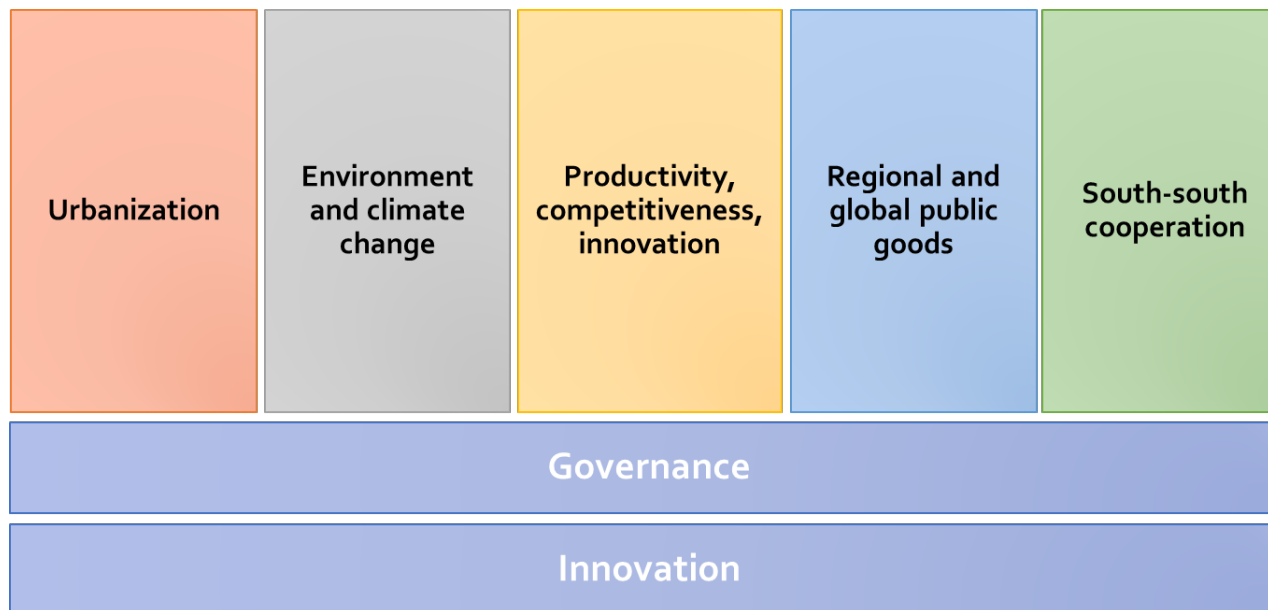 Urbanization
Environment
and climate
change
Productivity,
competitiveness,
innovation
Regional and
global public
goods
South-south
cooperation
Governance
Innovation